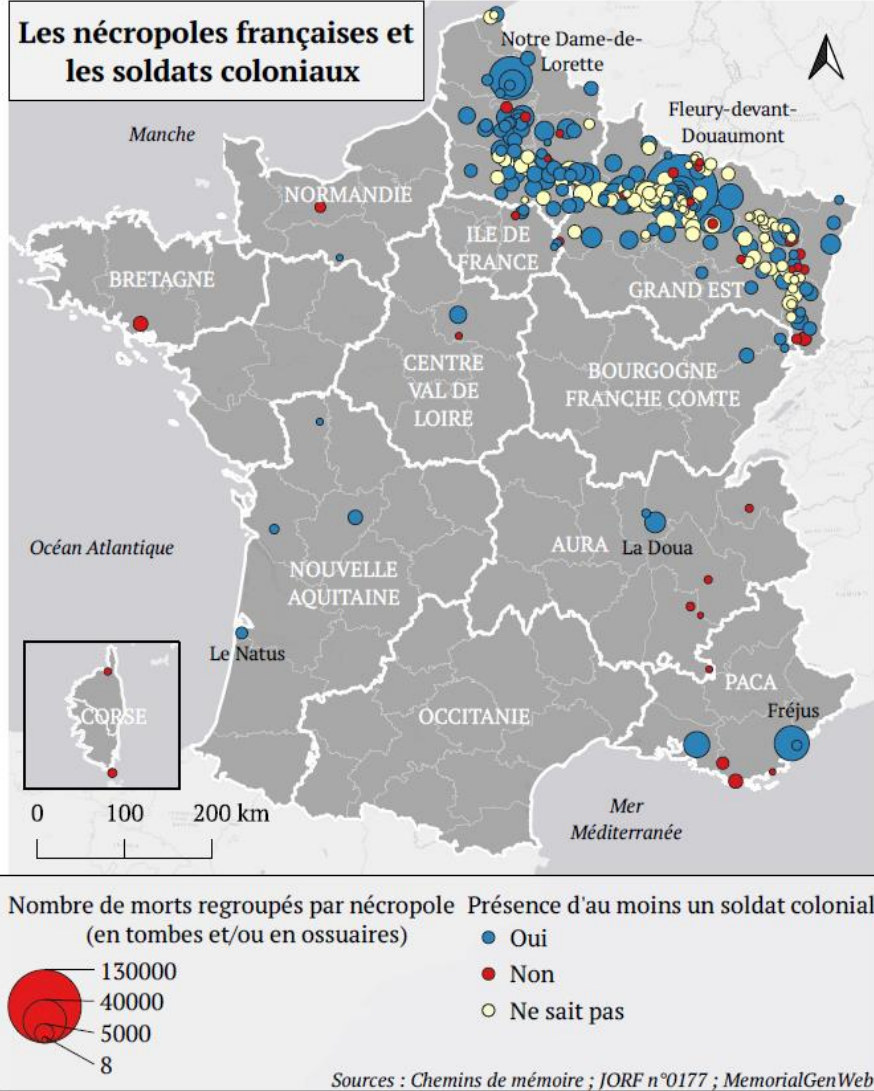 Les nécropoles françaises et
les soldats coloniaux
Notre Dame-de-
Lorette
Fleury-devant-
Douaumont
Manche
NORMANDIE
ILE DE
FRANCE
BRETAGNE
GRAND EST
CENTRE
VAL DE
LOIRE
BOURGOGNE
FRANCHE COMTE
Océan Atlantique
AURA
La Doua
NOUVELLE
AQUITAINE
Le Natus
PACA
CORSE
OCCITANIE
Fréjus
0 100 200 km
Mer
Méditerranée
Nombre de morts regroupés par nécropole
(en tombes et/ou en ossuaires)
130000
40000
5000
8
Présence d'au moins un soldat colonial
Oui
Non
Ne sait pas
Sources : Chemins de mémoire ; JORF n°0177 ; MemorialGenWeb